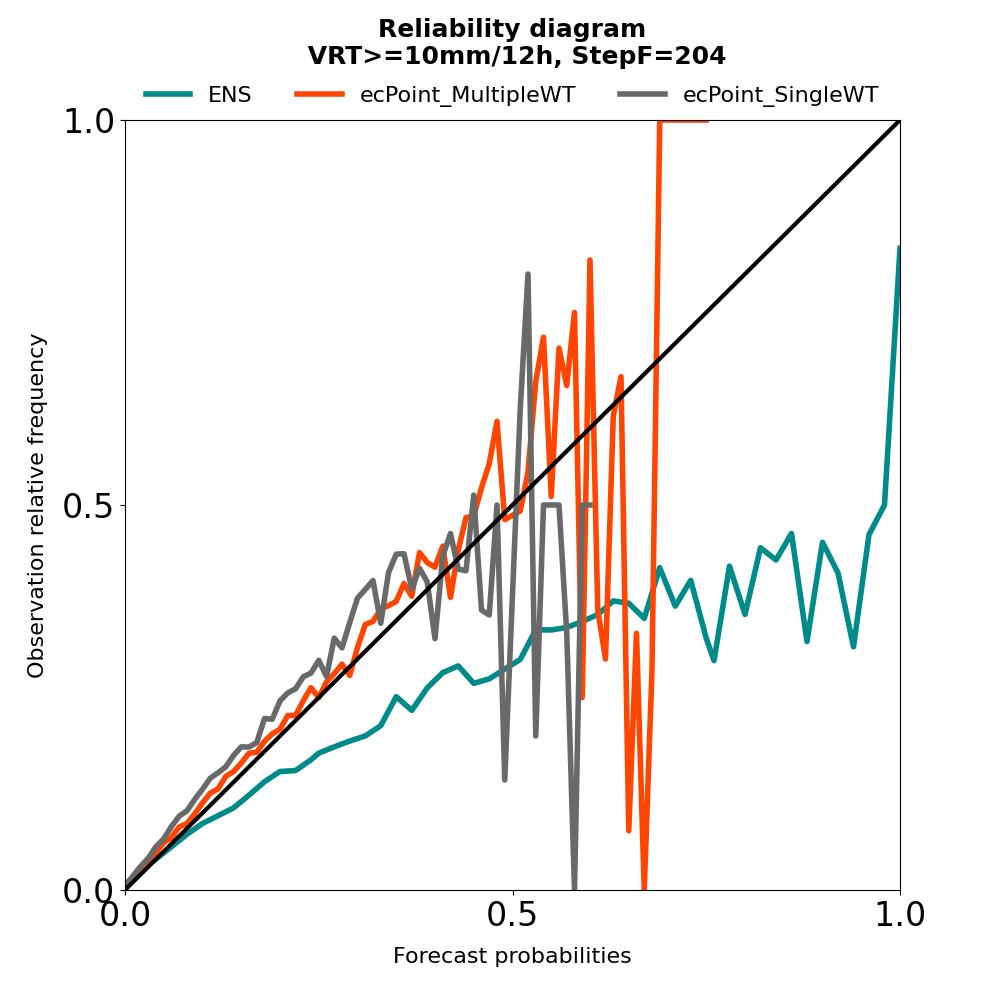 Reliability diagram
VRT>=10mm/12h, StepF=204
ENS ecPoint_MultipleWT ecPoint_SingleWT
1.0
0.5
0.0
Observation relative frequency
0.0 0.5 1.0
Forecast probabilities